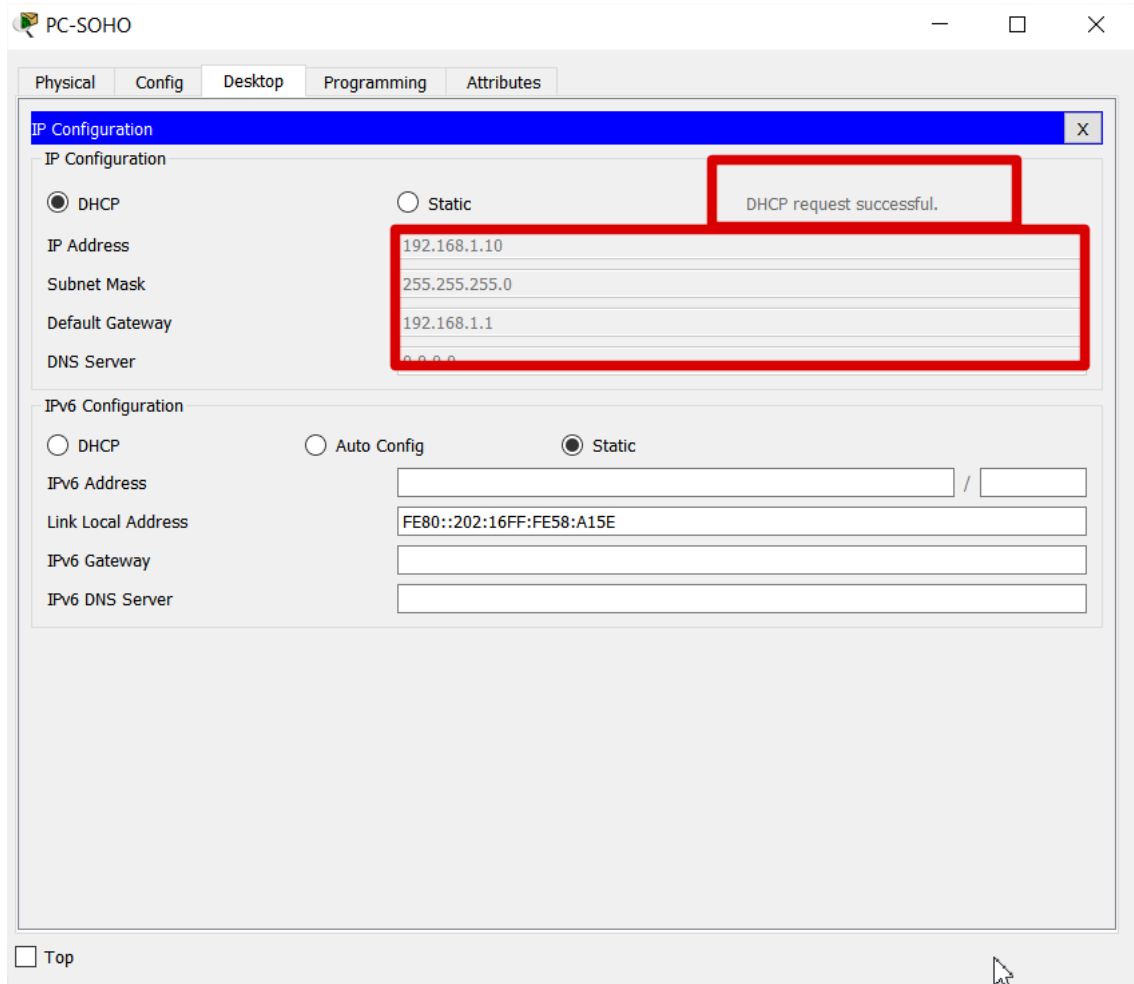 PC-SOHO
Physical Config Desktop Programming Attributes
IP Configuration X
IP Configuration
DHCP Static DHCP request successful.
IP Address 192.168.1.10
Subnet Mask 255.255.255.0
Default Gateway 192.168.1.1
DNS Server
IPv6 Configuration
DHCP Auto Config Static
IPv6 Address /
Link Local Address FE80::202:16FF:FE58:A15E
IPv6 Gateway
IPv6 DNS Server
Top